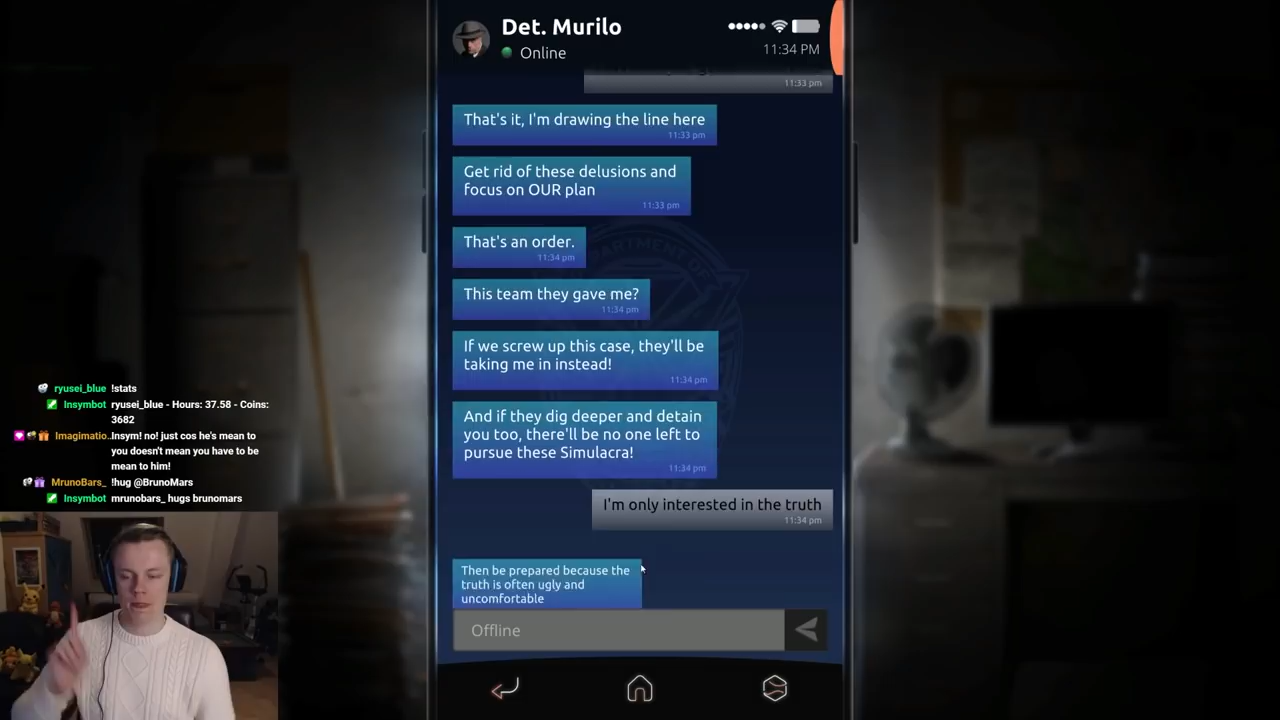 Det. Murilo
Online
11:34 PM
11:33 pm
That's it, I'm drawing the line here
11:33 pm
Get rid of these delusions and
focus on OUR plan
11:33 pm
That's an order.
11:34 pm
This team they gave me?
11:34 pm
If we screw up this case, they'll be
taking me in instead!
11:34 pm
And if they dig deeper and detain
you too, there'll be no one left to
pursue these Simulacra!
11:34 pm
I'm only interested in the truth
11:34 pm
Then be prepared because the
truth is often ugly and
uncomfortable
Offline
ryusei_blue !stats
Insymbot ryusei_blue - Hours: 37.58 - Coins:
3682
Imaginatio.. Insym! no! just cos he's mean to
you doesn't mean you have to be
mean to him!
MrunoBars_ !hug @BrunoMars
Insymbot mrunobars_ hugs brunomars